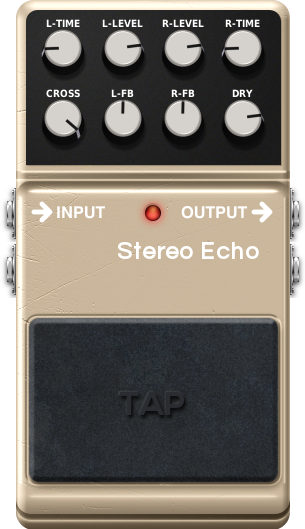 L-TIME L-LEVEL R-LEVEL R-TIME
CROSS L-FB R-FB DRY
INPUT OUTPUT
Stereo Echo
TAP